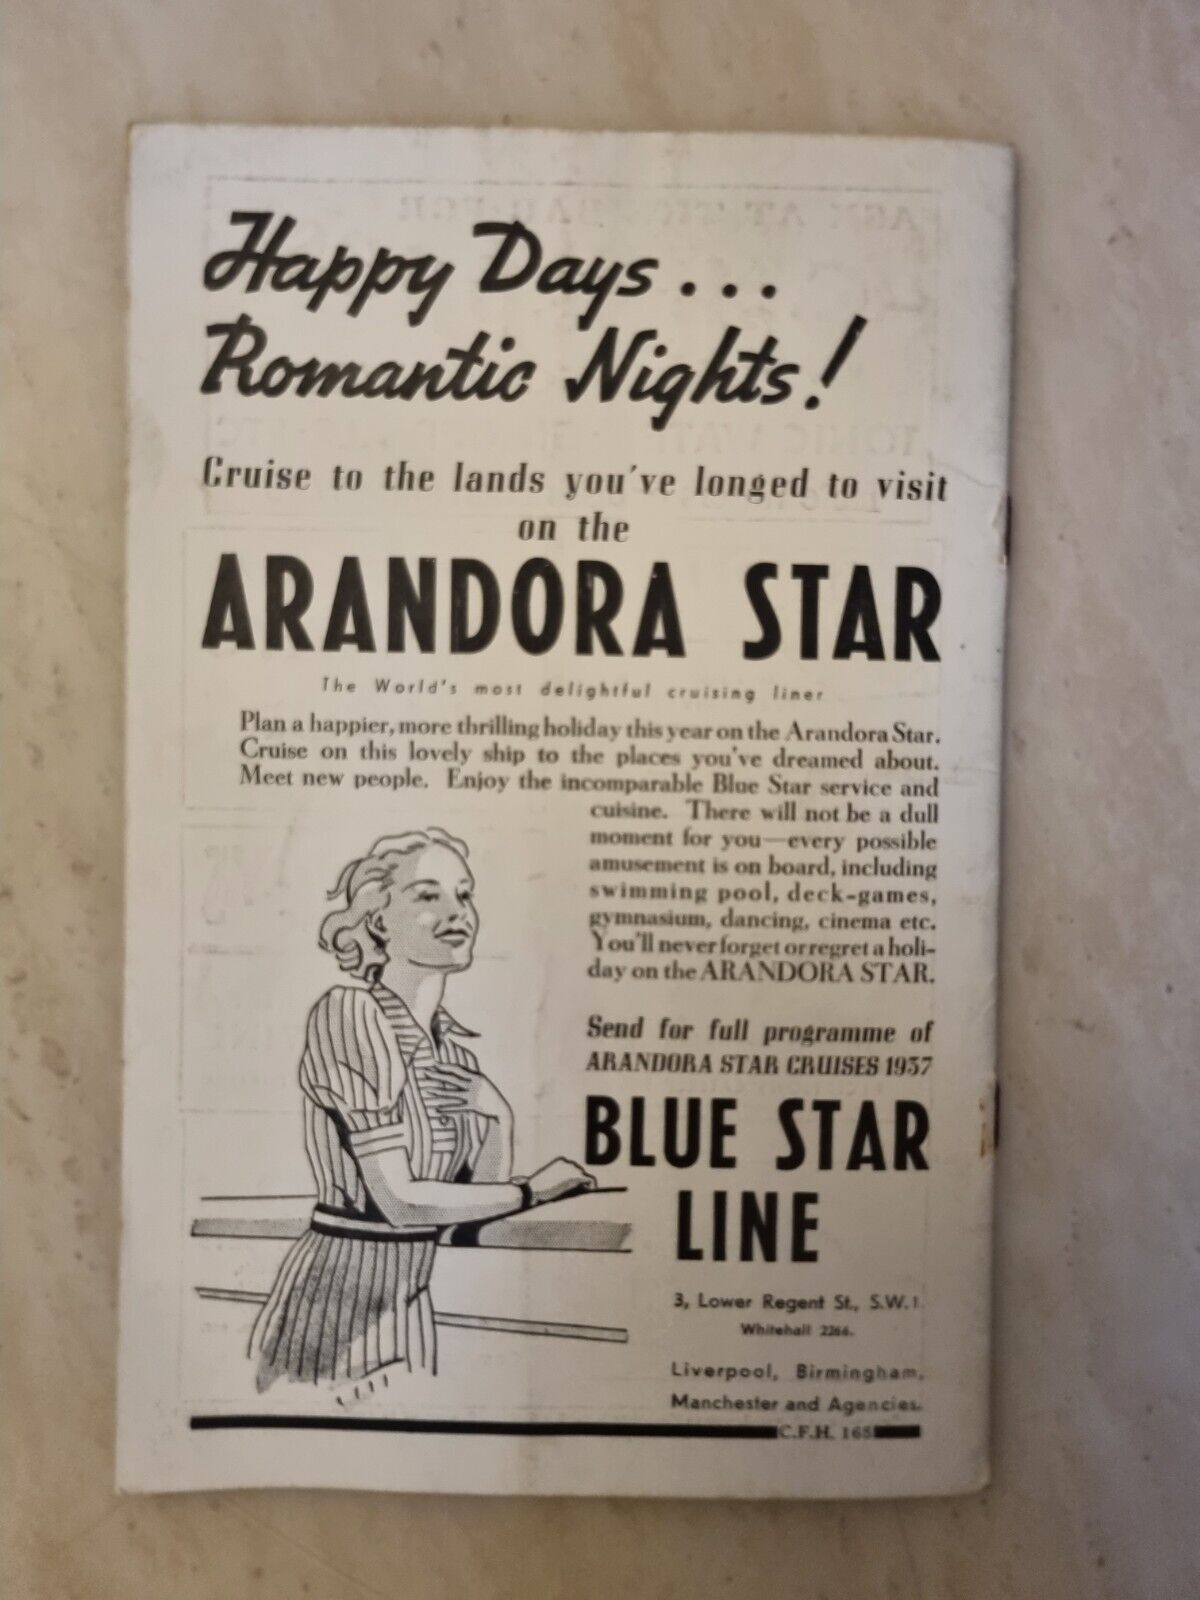 Happy Days . . .
Romantic Nights!
Cruise to the lands you've longed to visit
on the
ARANDORA STAR
The World's most delightful cruising liner
Plan a happier, more thrilling holiday this year on the Arandora Star.
Cruise on this lovely ship to the places you've dreamed about.
Meet new people. Enjoy the incomparable Blue Star service and
cuisine. There will not be a dull
moment for you—every possible
amusement is on board, including
swimming pool, deck-games,
gymnasium, dancing, cinema etc.
You'll never forget or regret a holi-
day on the ARANDORA STAR.
Send for full programme of
ARANDORA STAR CRUISES 1937
BLUE STAR
LINE
3, Lower Regent St., S.W.1.
Whitehall 2266.
Liverpool, Birmingham,
Manchester and Agencies.
C.F.H. 165